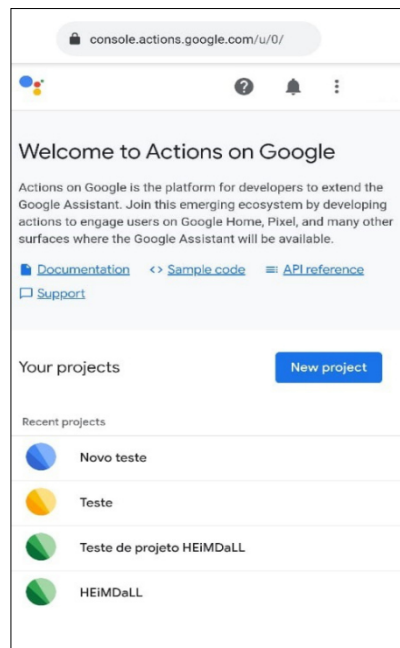 console.actions.google.com/u/0/
Welcome to Actions on Google
Actions on Google is the platform for developers to extend the
Google Assistant. Join this emerging ecosystem by developing
actions to engage users on Google Home, Pixel, and many other
surfaces where the Google Assistant will be available.
Documentation <> Sample code API reference
Support
Your projects New project
Recent projects
Novo teste
Teste
Teste de projeto HEiMDaLL
HEiMDaLL